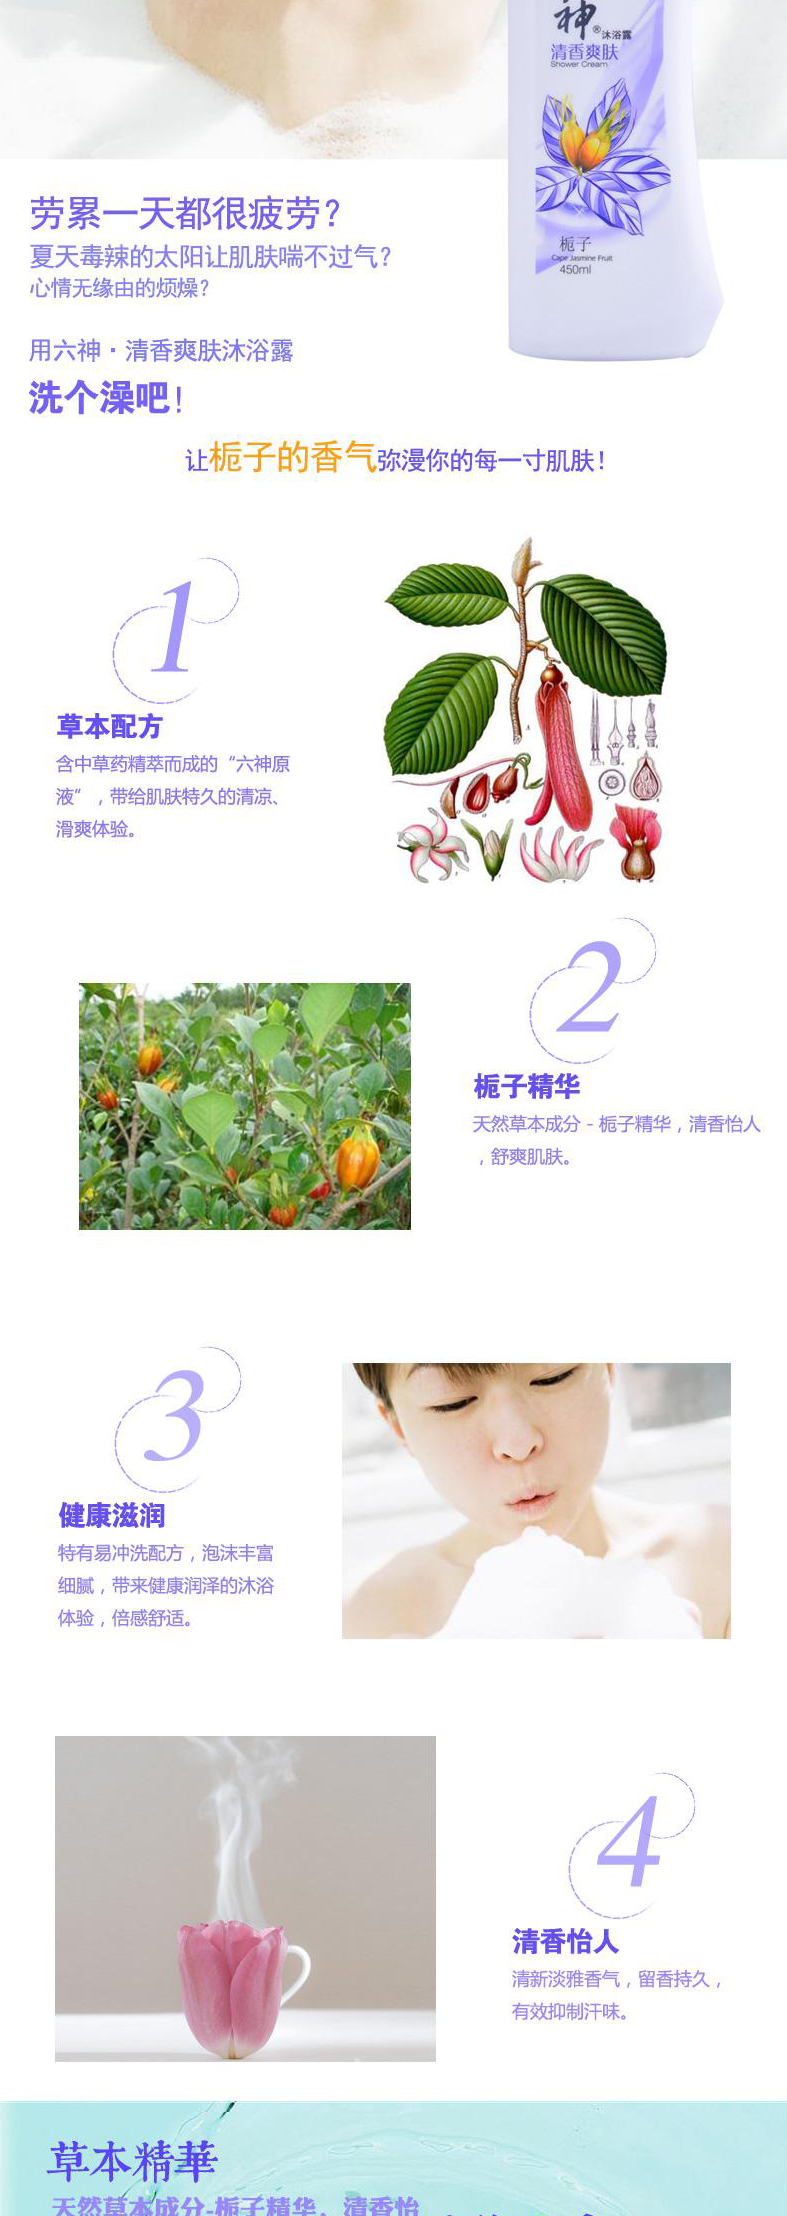 神®沐浴露
清香爽肤
Shower Cream
栀子
Cape Jasmine Fruit
450ml
劳累一天都很疲劳?
夏天毒辣的太阳让肌肤喘不过气?
心情无缘由的烦燥?
用六神·清香爽肤沐浴露
洗个澡吧!
让栀子的香气弥漫你的每一寸肌肤!
1
草本配方
含中草药精萃而成的“六神原
液”,带给肌肤特久的清凉、
滑爽体验。
2
栀子精华
天然草本成分-栀子精华,清香怡人
,舒爽肌肤。
3
健康滋润
特有易冲洗配方,泡沫丰富
细腻,带来健康润泽的沐浴
体验,倍感舒适。
4
清香怡人
清新淡雅香气,留香持久,
有效抑制汗味。
草本精華
天然草本成分-栀子精华,清香怡